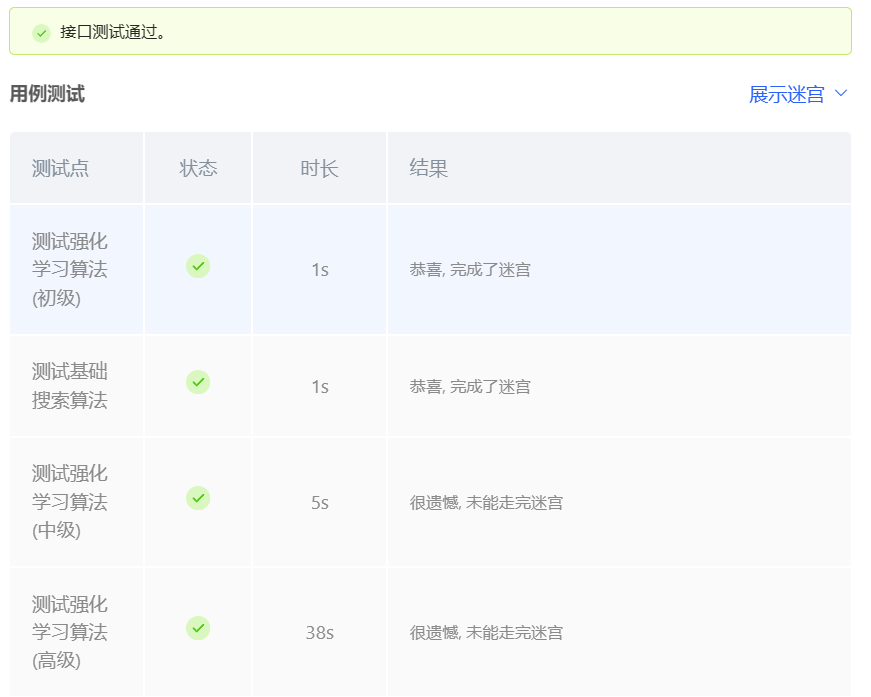 接口测试通过。
用例测试
展示迷宫
测试点
状态
时长
结果
测试强化
学习算法
(初级)
1s
恭喜, 完成了迷宫
测试基础
搜索算法
1s
恭喜, 完成了迷宫
测试强化
学习算法
(中级)
5s
很遗憾, 未能走完迷宫
测试强化
学习算法
(高级)
38s
很遗憾, 未能走完迷宫